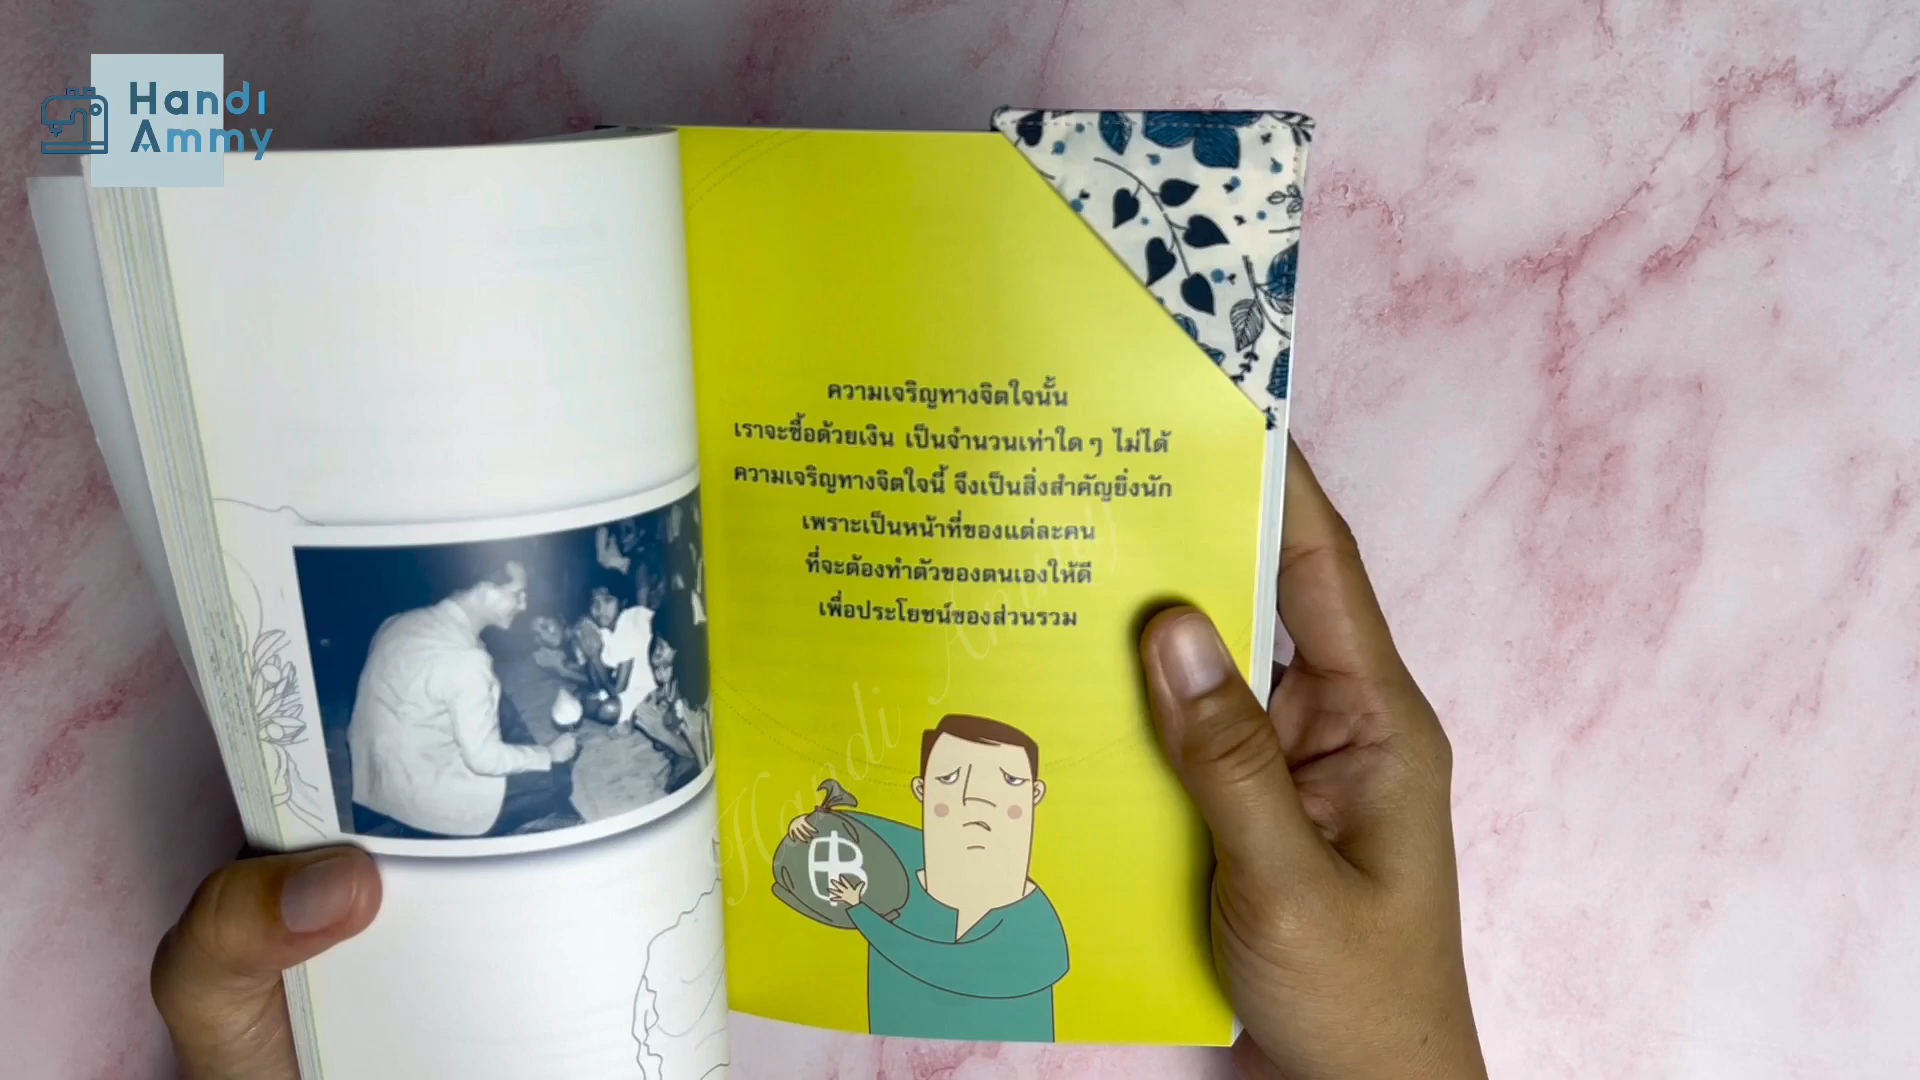 Handi
Ammy
ความเจริญทางจิตใจนั้น
เราจะซื้อด้วยเงิน เป็นจำนวนเท่าใด ๆ ไม่ได้
ความเจริญทางจิตใจนี้ จึงเป็นสิ่งสำคัญยิ่งนัก
เพราะเป็นหน้าที่ของแต่ละคน
ที่จะต้องทำตัวของตนเองให้ดี
เพื่อประโยชน์ของส่วนรวม
฿
Handi Ammy